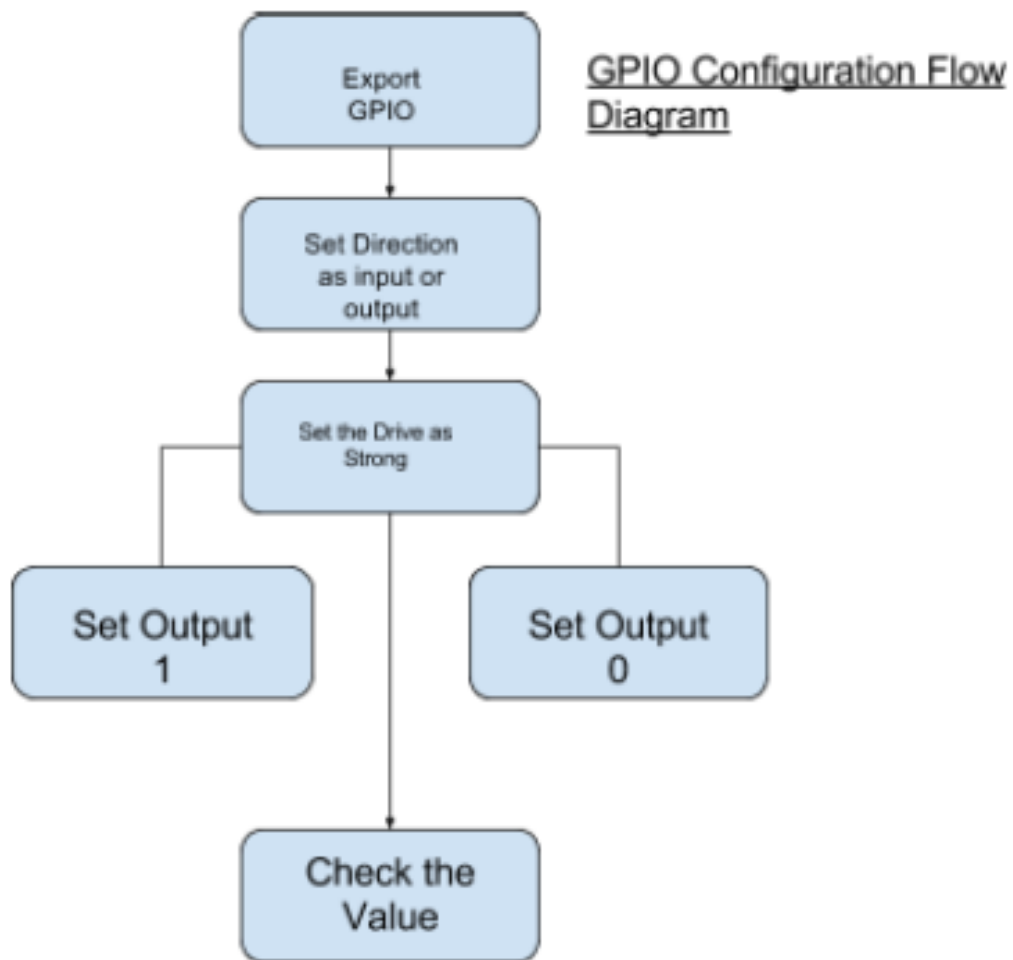 Export
GPIO
GPIO Configuration Flow
Diagram
Set Direction
as input or
output
Set the Drive as
Strong
Set Output
1
Set Output
0
Check the
Value